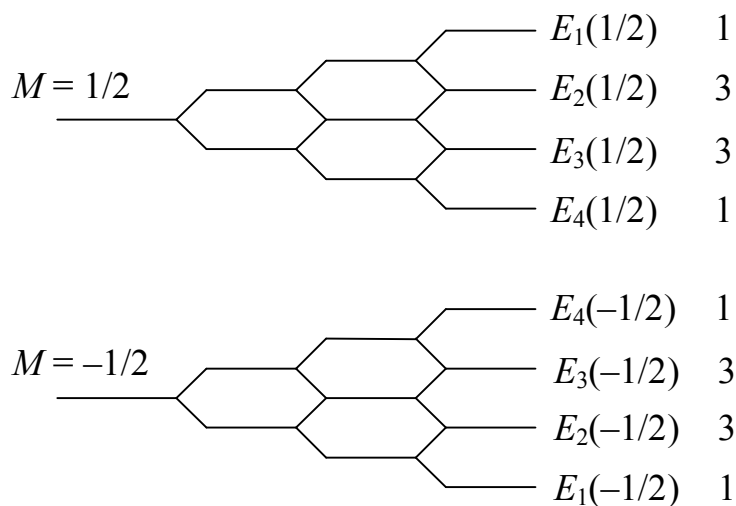 E₁(1/2) 1
M = 1/2
E₂(1/2) 3
E₃(1/2) 3
E₄(1/2) 1
E₄(–1/2) 1
M = –1/2
E₃(–1/2) 3
E₂(–1/2) 3
E₁(–1/2) 1